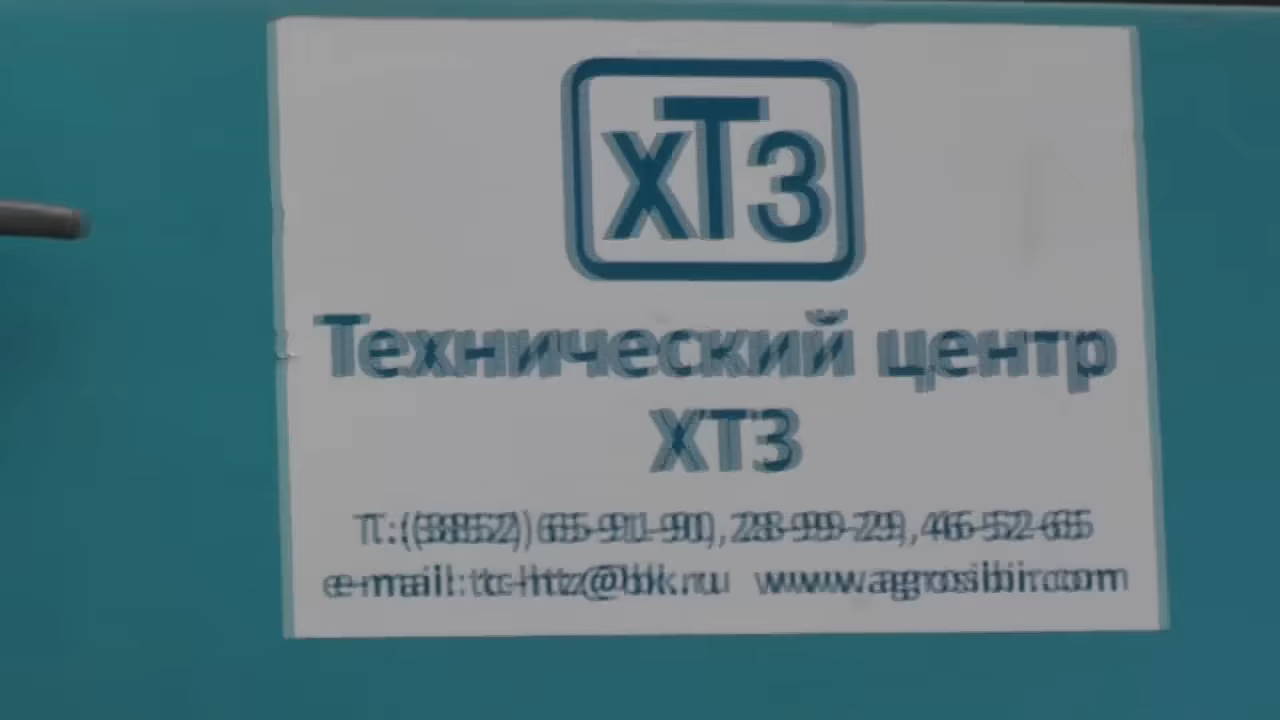 ХТЗ
Технический центр
ХТЗ
Т.:(3852) 65-91-90, 28-99-29, 46-52-65
e-mail: tc-htz@bk.ru www.agrosibir.com